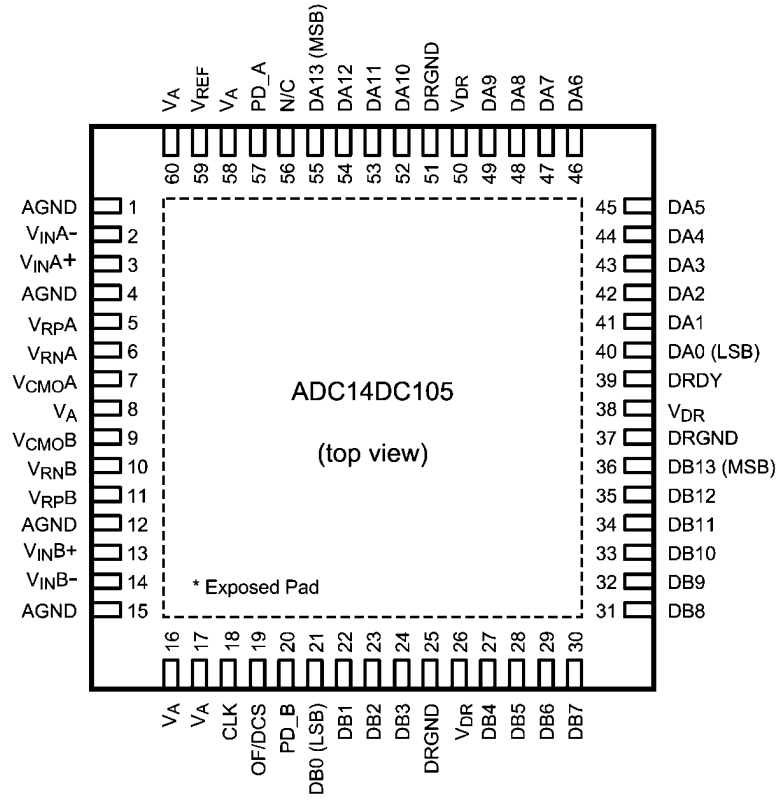 VA
VREF
VA
PD_A
N/C
DA13 (MSB)
DA12
DA11
DA10
DRGND
VDR
DA9
DA8
DA7
DA6
60
59
58
57
56
55
54
53
52
51
50
49
48
47
46
AGND 1
VINA- 2
VINA+ 3
AGND 4
VRPA 5
VRNA 6
VCMOA 7
VA 8
VCMOB 9
VRNB 10
VRPB 11
AGND 12
VINB+ 13
VINB- 14
AGND 15
ADC14DC105
(top view)
* Exposed Pad
45 DA5
44 DA4
43 DA3
42 DA2
41 DA1
40 DA0 (LSB)
39 DRDY
38 VDR
37 DRGND
36 DB13 (MSB)
35 DB12
34 DB11
33 DB10
32 DB9
31 DB8
16
17
18
19
20
21
22
23
24
25
26
27
28
29
30
VA
VA
CLK
OF/DCS
PD_B
DB0 (LSB)
DB1
DB2
DB3
DRGND
VDR
DB4
DB5
DB6
DB7